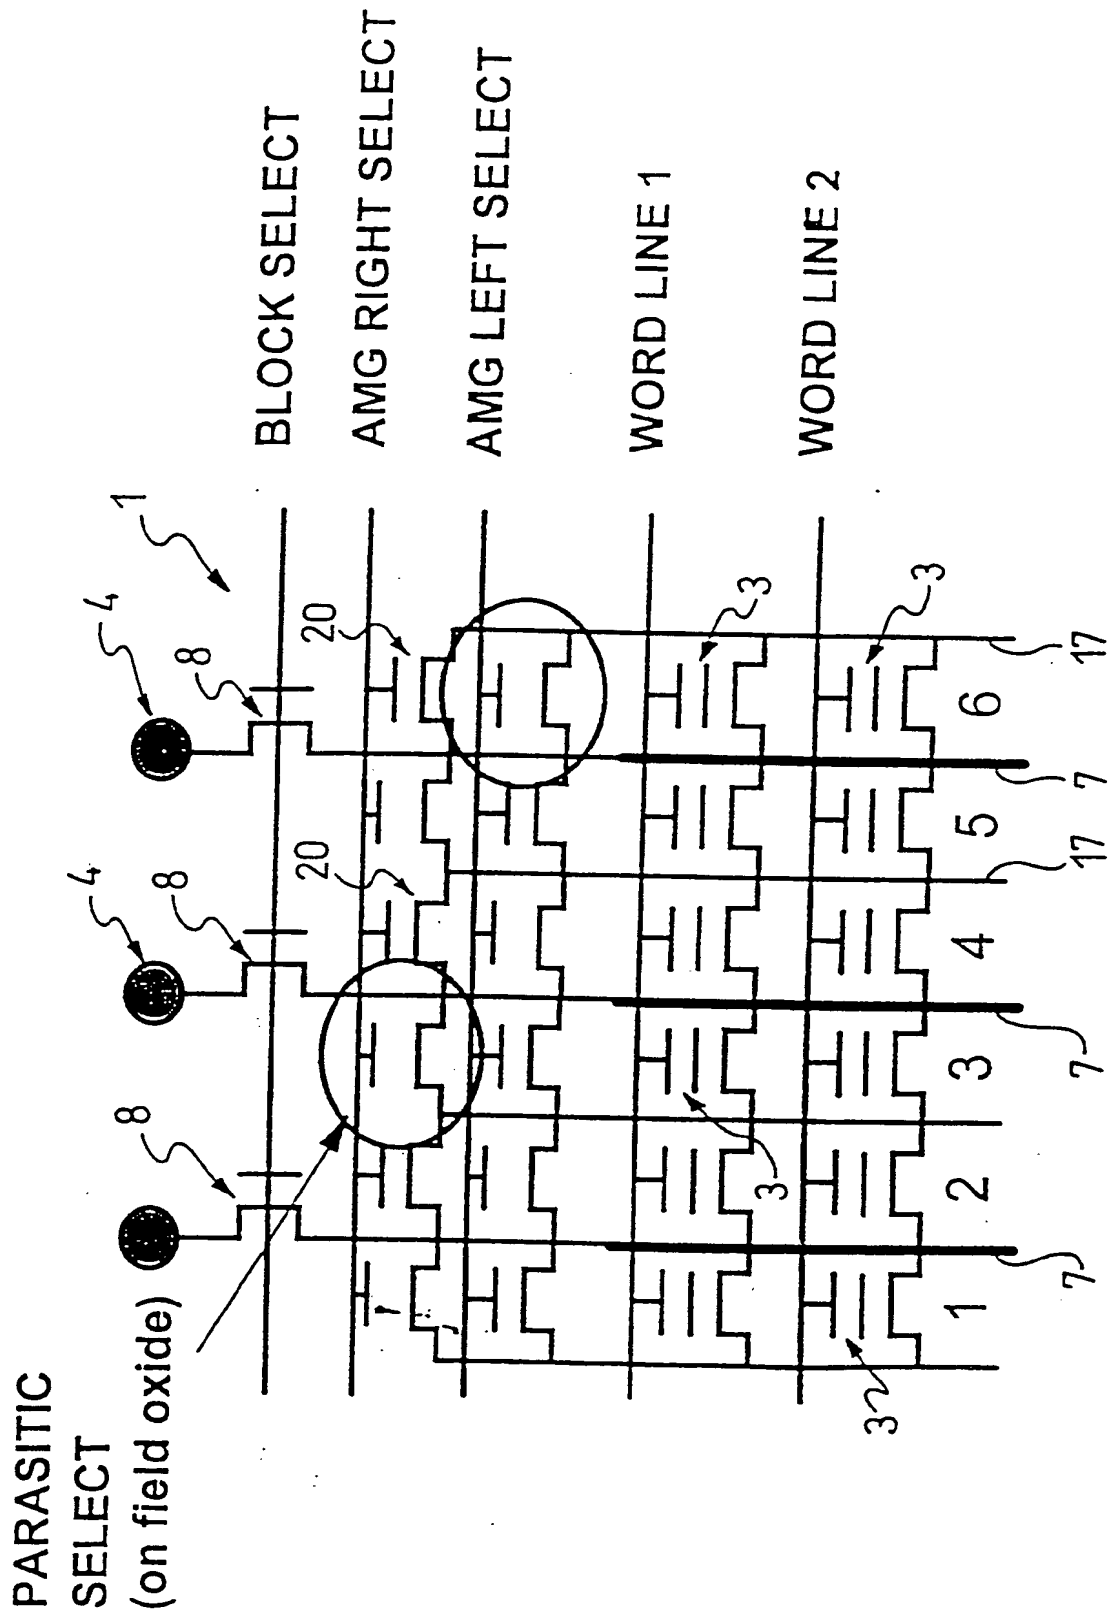 PARASITIC
SELECT
(on field oxide)
1
4
4
8
8
8
20
20
BLOCK SELECT
AMG RIGHT SELECT
AMG LEFT SELECT
WORD LINE 1
WORD LINE 2
3
3
3
3
1
2
3
4
5
6
7
7
7
17
17